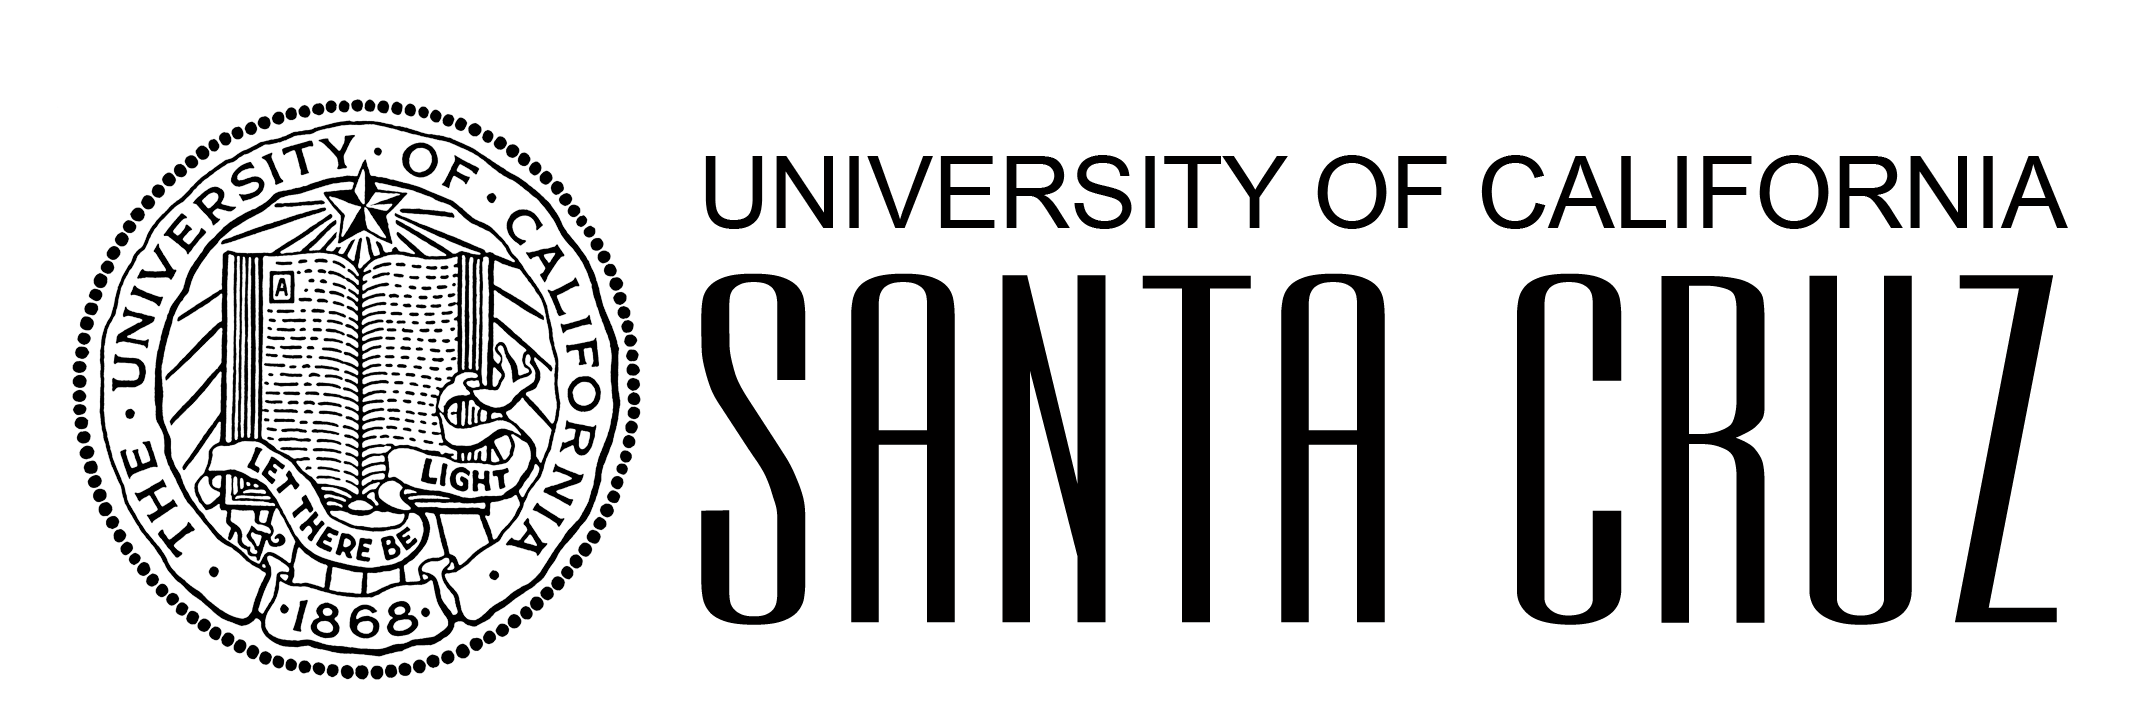 THE · UNIVERSITY · OF · CALIFORNIA
A
LET THERE BE
LIGHT
· 1868 ·
UNIVERSITY OF CALIFORNIA
SANTA CRUZ